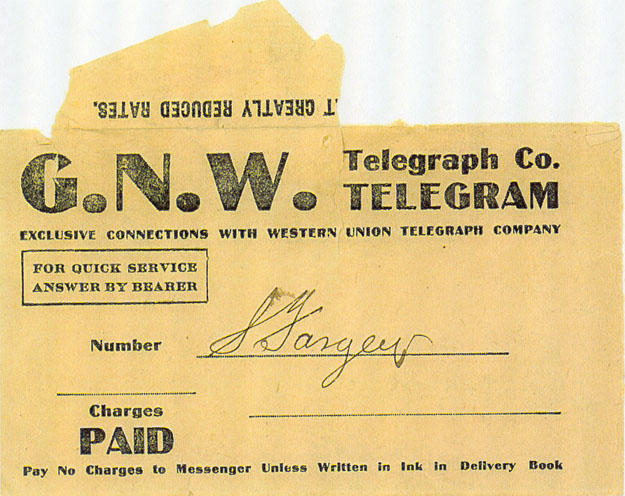 .T GREATLY REDUCED RATES.
G.N.W. Telegraph Co.
TELEGRAM
EXCLUSIVE CONNECTIONS WITH WESTERN UNION TELEGRAPH COMPANY
FOR QUICK SERVICE
ANSWER BY BEARER
Number
Charges
PAID
Pay No Charges to Messenger Unless Written in Ink in Delivery Book